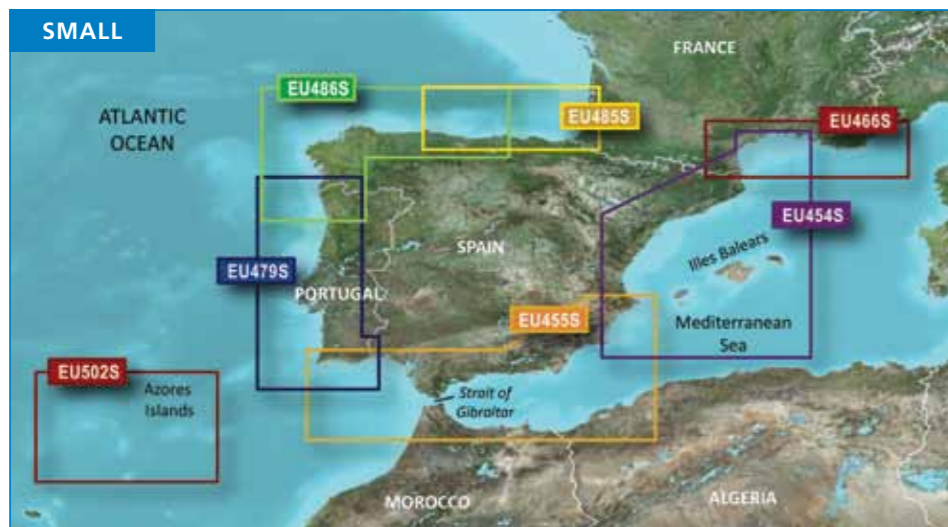 SMALL
FRANCE
EU486S
ATLANTIC
OCEAN
EU485S
EU466S
EU454S
SPAIN
Illes Balears
EU479S
PORTUGAL
EU455S
Mediterranean
Sea
EU502S
Azores
Islands
Strait of
Gibraltar
MOROCCO
ALGERIA